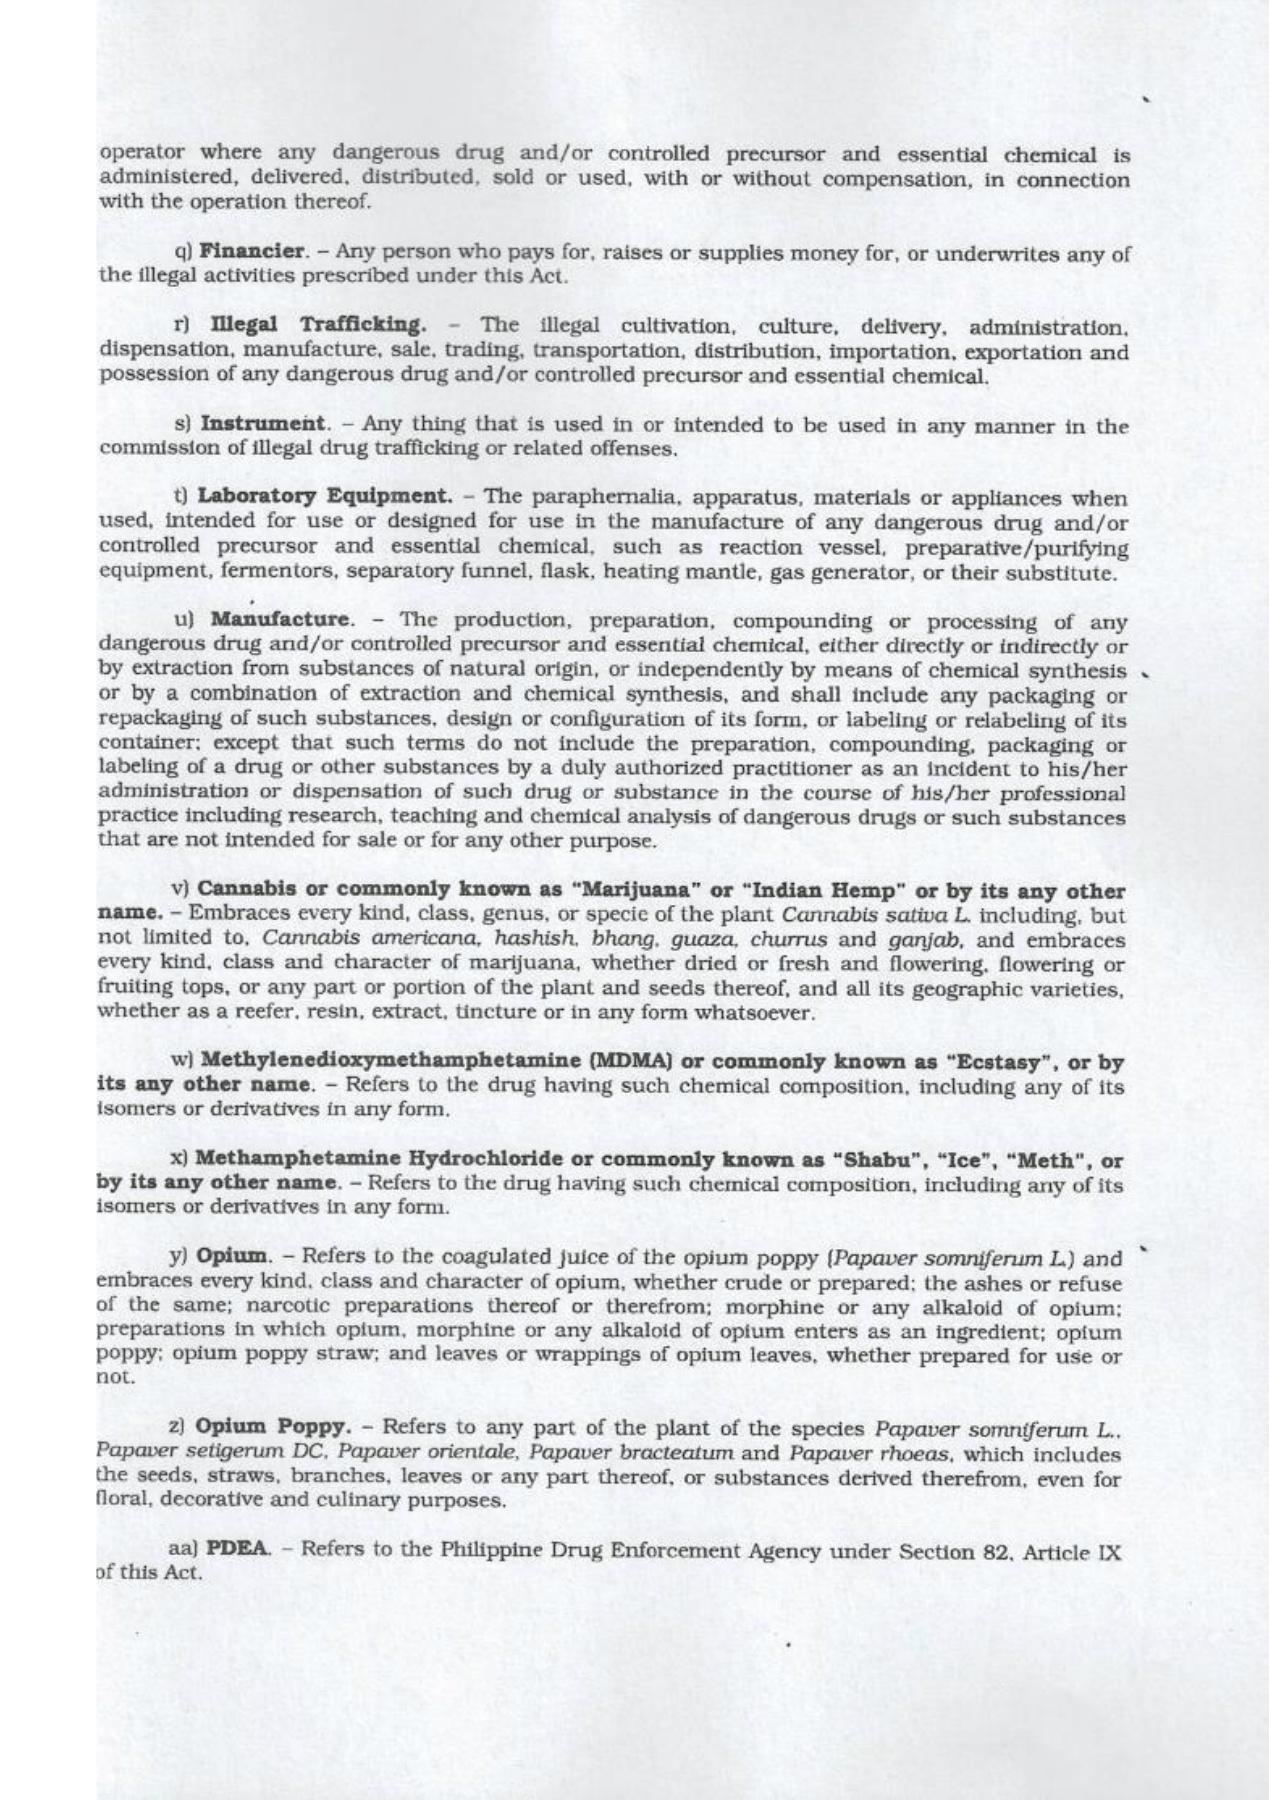 operator where any dangerous drug and/or controlled precursor and essential chemical is
administered, delivered, distributed, sold or used, with or without compensation, in connection
with the operation thereof.
q) Financier. – Any person who pays for, raises or supplies money for, or underwrites any of
the illegal activities prescribed under this Act.
r) Illegal Trafficking. – The illegal cultivation, culture, delivery, administration,
dispensation, manufacture, sale, trading, transportation, distribution, importation, exportation and
possession of any dangerous drug and/or controlled precursor and essential chemical.
s) Instrument. – Any thing that is used in or intended to be used in any manner in the
commission of illegal drug trafficking or related offenses.
t) Laboratory Equipment. – The paraphernalia, apparatus, materials or appliances when
used, intended for use or designed for use in the manufacture of any dangerous drug and/or
controlled precursor and essential chemical, such as reaction vessel, preparative/purifying
equipment, fermentors, separatory funnel, flask, heating mantle, gas generator, or their substitute.
u) Manufacture. – The production, preparation, compounding or processing of any
dangerous drug and/or controlled precursor and essential chemical, either directly or indirectly or
by extraction from substances of natural origin, or independently by means of chemical synthesis
or by a combination of extraction and chemical synthesis, and shall include any packaging or
repackaging of such substances, design or configuration of its form, or labeling or relabeling of its
container; except that such terms do not include the preparation, compounding, packaging or
labeling of a drug or other substances by a duly authorized practitioner as an incident to his/her
administration or dispensation of such drug or substance in the course of his/her professional
practice including research, teaching and chemical analysis of dangerous drugs or such substances
that are not intended for sale or for any other purpose.
v) Cannabis or commonly known as "Marijuana" or "Indian Hemp" or by its any other
name. – Embraces every kind, class, genus, or specie of the plant Cannabis sativa L. including, but
not limited to, Cannabis americana, hashish, bhang, guaza, churrus and ganjab, and embraces
every kind, class and character of marijuana, whether dried or fresh and flowering, flowering or
fruiting tops, or any part or portion of the plant and seeds thereof, and all its geographic varieties,
whether as a reefer, resin, extract, tincture or in any form whatsoever.
w) Methylenedioxymethamphetamine (MDMA) or commonly known as "Ecstasy", or by
its any other name. – Refers to the drug having such chemical composition, including any of its
isomers or derivatives in any form.
x) Methamphetamine Hydrochloride or commonly known as "Shabu", "Ice", "Meth", or
by its any other name. – Refers to the drug having such chemical composition, including any of its
isomers or derivatives in any form.
y) Opium. – Refers to the coagulated juice of the opium poppy (Papaver somniferum L.) and
embraces every kind, class and character of opium, whether crude or prepared; the ashes or refuse
of the same; narcotic preparations thereof or therefrom; morphine or any alkaloid of opium;
preparations in which opium, morphine or any alkaloid of opium enters as an ingredient; opium
poppy; opium poppy straw; and leaves or wrappings of opium leaves, whether prepared for use or
not.
z) Opium Poppy. – Refers to any part of the plant of the species Papaver somniferum L.,
Papaver setigerum DC, Papaver orientale, Papaver bracteatum and Papaver rhoeas, which includes
the seeds, straws, branches, leaves or any part thereof, or substances derived therefrom, even for
floral, decorative and culinary purposes.
aa) PDEA. – Refers to the Philippine Drug Enforcement Agency under Section 82, Article IX
of this Act.